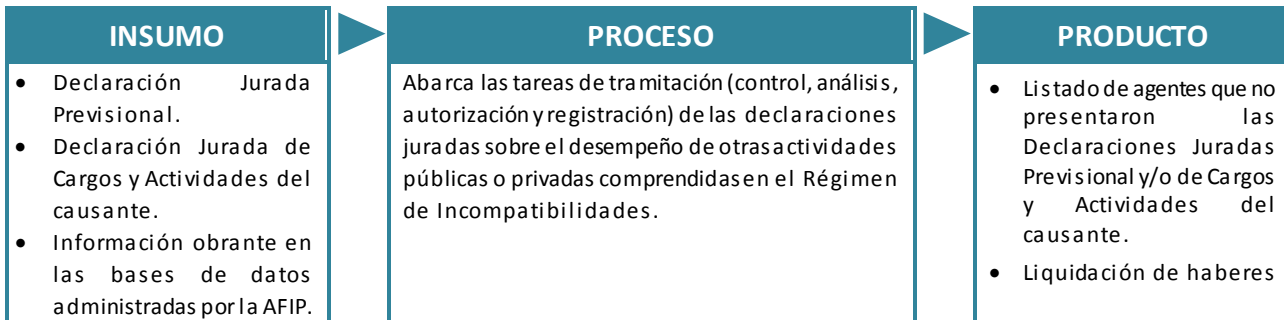 INSUMO
• Declaración Jurada
Previsional.
• Declaración Jurada de
Cargos y Actividades del
causante.
• Información obrante en
las bases de datos
administradas por la AFIP.
PROCESO
Abarca las tareas de tramitación (control, análisis,
autorización y registración) de las declaraciones
juradas sobre el desempeño de otras actividades
públicas o privadas comprendidas en el Régimen
de Incompatibilidades.
PRODUCTO
• Listado de agentes que no
presentaron las
Declaraciones Juradas
Previsional y/o de Cargos
y Actividades del
causante.
• Liquidación de haberes